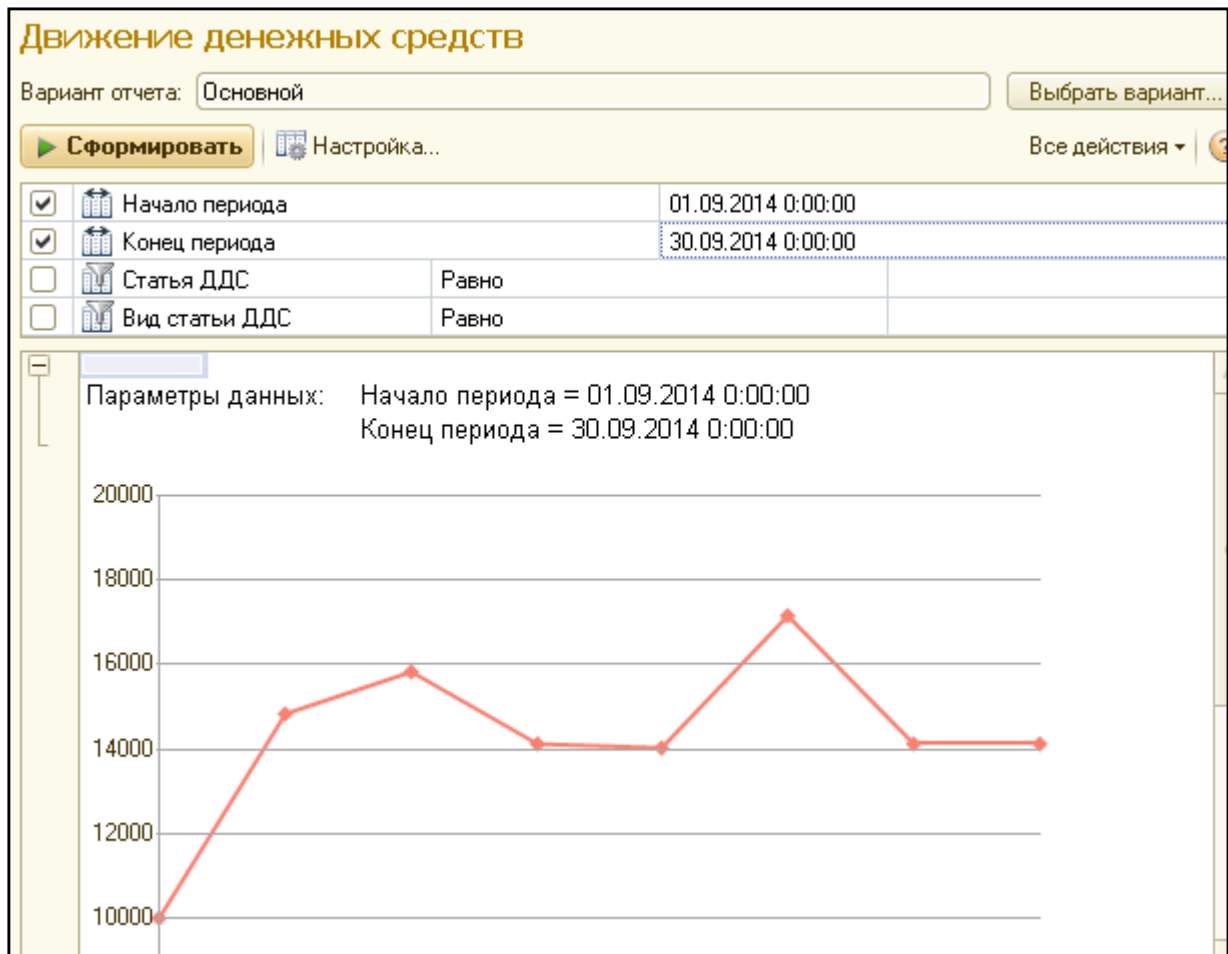 Движение денежных средств
Вариант отчета: Основной Выбрать вариант...
Сформировать Настройка... Все действия ?
Начало периода 01.09.2014 0:00:00
Конец периода 30.09.2014 0:00:00
Статья ДДС Равно
Вид статьи ДДС Равно
Параметры данных: Начало периода = 01.09.2014 0:00:00
Конец периода = 30.09.2014 0:00:00
20000
18000
16000
14000
12000
10000